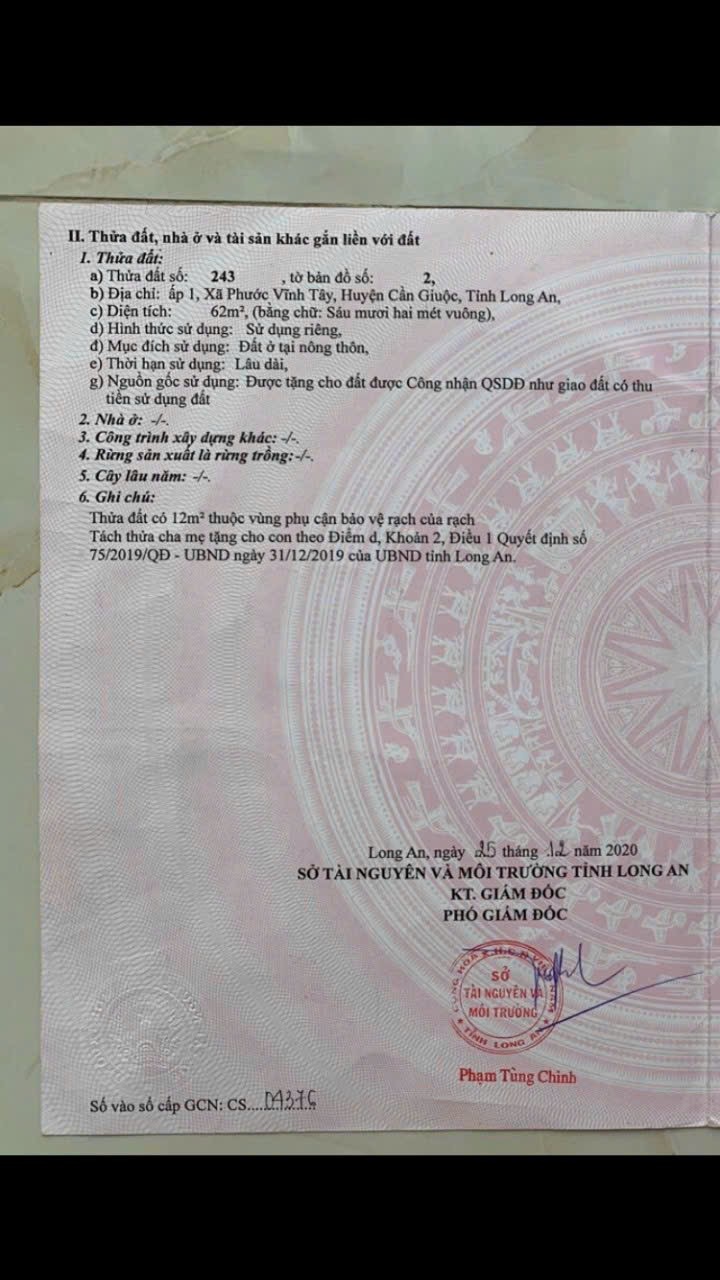 II. Thửa đất, nhà ở và tài sản khác gắn liền với đất
1. Thửa đất:
a) Thửa đất số: 243 , tờ bản đồ số: 2,
b) Địa chỉ: ấp 1, Xã Phước Vĩnh Tây, Huyện Cần Giuộc, Tỉnh Long An,
c) Diện tích: 62m², (bằng chữ: Sáu mươi hai mét vuông),
d) Hình thức sử dụng: Sử dụng riêng,
đ) Mục đích sử dụng: Đất ở tại nông thôn,
e) Thời hạn sử dụng: Lâu dài,
g) Nguồn gốc sử dụng: Được tặng cho đất được Công nhận QSDĐ như giao đất có thu
tiền sử dụng đất
2. Nhà ở: -/-.
3. Công trình xây dựng khác: -/-.
4. Rừng sản xuất là rừng trồng:-/-.
5. Cây lâu năm: -/-.
6. Ghi chú:
Thửa đất có 12m² thuộc vùng phụ cận bảo vệ rạch của rạch
Tách thửa cha mẹ tặng cho con theo Điểm d, Khoản 2, Điều 1 Quyết định số
75/2019/QĐ - UBND ngày 31/12/2019 của UBND tỉnh Long An.
Long An, ngày 25 tháng 12 năm 2020
SỞ TÀI NGUYÊN VÀ MÔI TRƯỜNG TỈNH LONG AN
KT. GIÁM ĐỐC
PHÓ GIÁM ĐỐC
CỘNG HÒA X.H.C.N VIỆT NAM
SỞ
TÀI NGUYÊN VÀ
MÔI TRƯỜNG
TỈNH LONG AN
Phạm Tùng Chinh
Số vào sổ cấp GCN: CS....04376